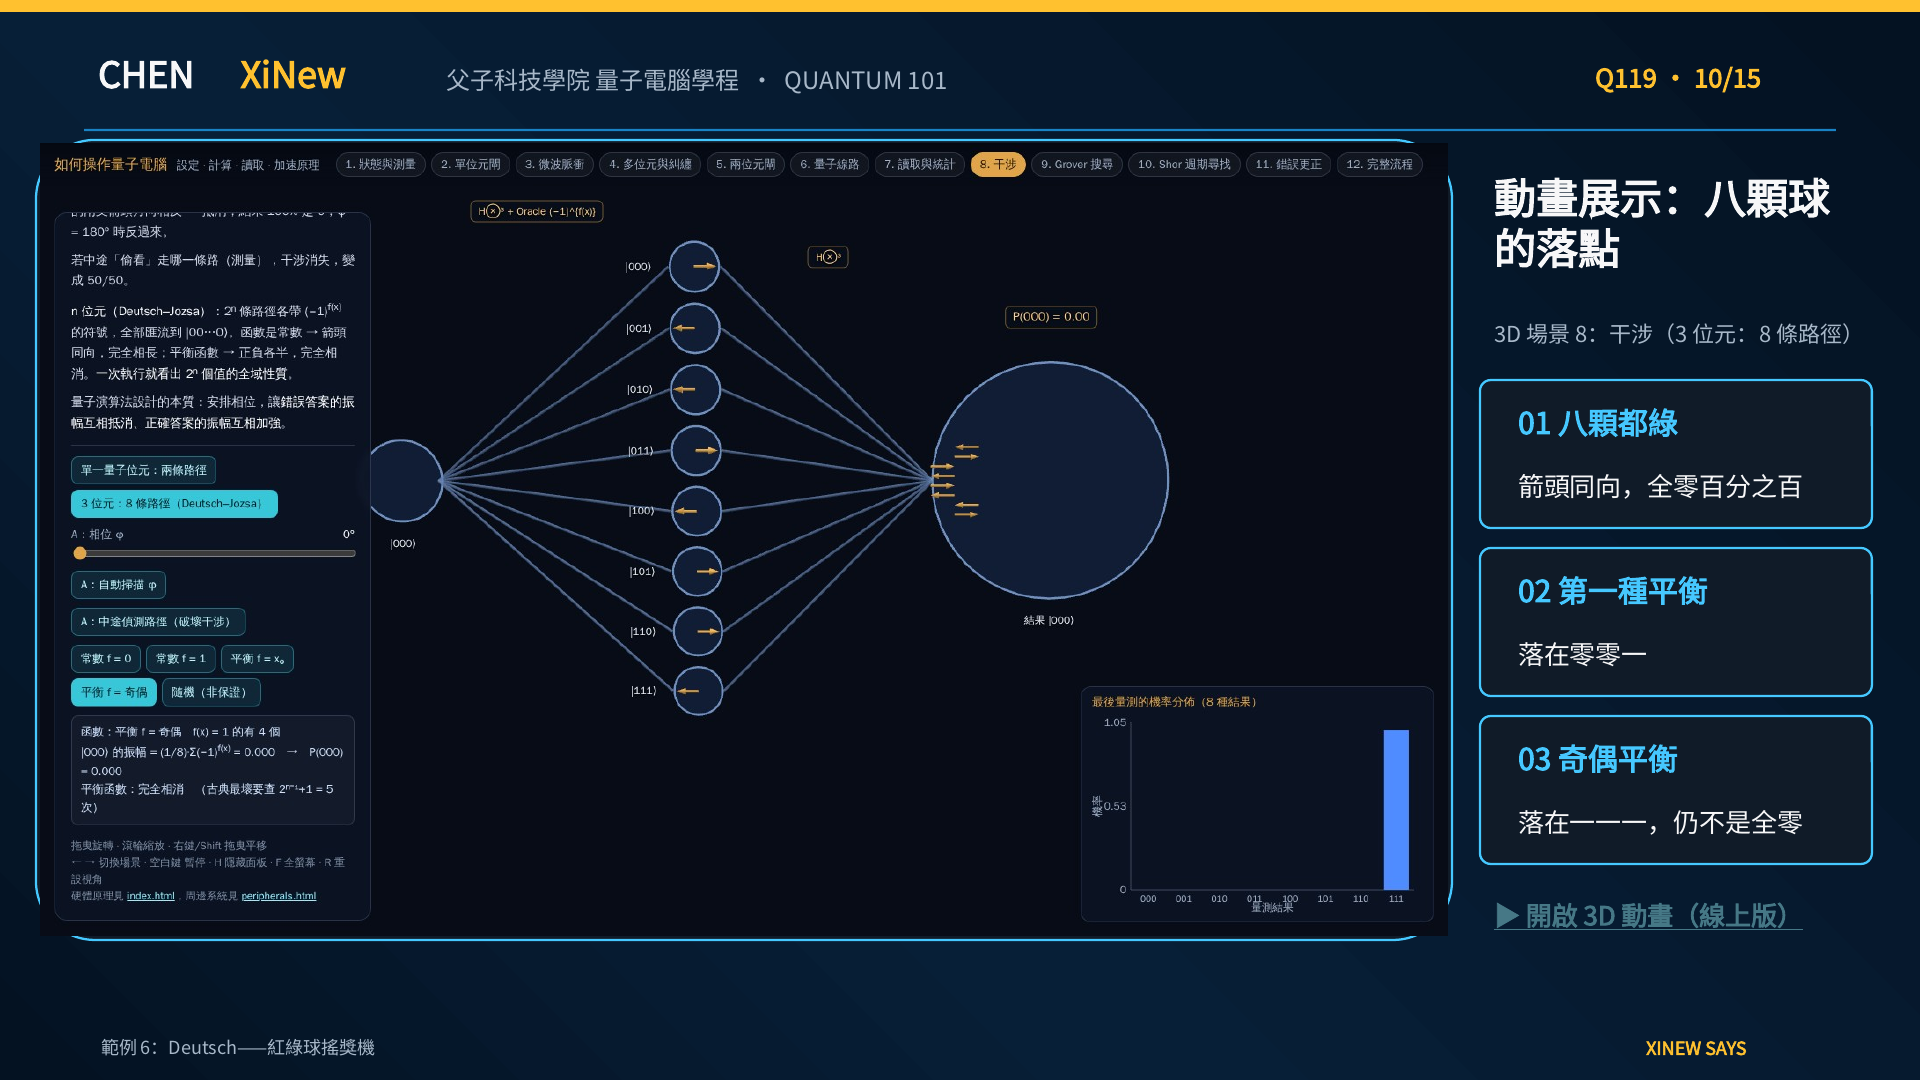 CHEN XiNew 父子科技學院 量子電腦學程 · QUANTUM 101
Q119 · 10/15
如何操作量子電腦 設定 · 計算 · 讀取 · 加速原理
1. 狀態與測量
2. 單位元閘
3. 微波脈衝
4. 多位元與糾纏
5. 兩位元閘
6. 量子線路
7. 讀取與統計
8. 干涉
9. Grover 搜尋
10. Shor 週期尋找
11. 錯誤更正
12. 完整流程
= 180° 時反過來。
若中途「偷看」走哪一條路（測量），干涉消失，變
成 50/50。
n 位元（Deutsch–Jozsa）：2ⁿ 條路徑各帶 (−1)^f(x)
的符號，全部匯流到 |00⋯0⟩。函數是常數 → 箭頭
同向，完全相長；平衡函數 → 正負各半，完全相
消。一次執行就看出 2ⁿ 個值的全域性質。
量子演算法設計的本質：安排相位，讓錯誤答案的振
幅互相抵消、正確答案的振幅互相加強。
單一量子位元：兩條路徑
3 位元：8 條路徑（Deutsch–Jozsa）
A：相位 φ 0°
A：自動掃描 φ
A：中途偵測路徑（破壞干涉）
常數 f = 0
常數 f = 1
平衡 f = x₀
平衡 f = 奇偶
隨機（非保證）
函數：平衡 f = 奇偶 f(x) = 1 的有 4 個
|000⟩ 的振幅 = (1/8)·Σ(−1)^f(x) = 0.000 → P(000)
= 0.000
平衡函數：完全相消 （古典最壞要查 2ⁿ⁻¹+1 = 5
次）
拖曳旋轉 · 滾輪縮放 · 右鍵/Shift 拖曳平移
←→ 切換場景 · 空白鍵 暫停 · H 隱藏面板 · F 全螢幕 · R 重
設視角
硬體原理見 index.html，周邊系統見 peripherals.html
H⊗³ + Oracle (−1)^{f(x)}
H⊗³
P(000) = 0.00
|000⟩
|000⟩
|001⟩
|010⟩
|011⟩
|100⟩
|101⟩
|110⟩
|111⟩
結果 |000⟩
最後量測的機率分佈（8 種結果）
1.05
0.53
0
機率
000 001 010 011 100 101 110 111
量測結果
動畫展示：八顆球
的落點
3D 場景 8：干涉（3 位元：8 條路徑）
01 八顆都綠
箭頭同向，全零百分之百
02 第一種平衡
落在零零一
03 奇偶平衡
落在一一一，仍不是全零
▶ 開啟 3D 動畫（線上版）
範例 6：Deutsch——紅綠球搖獎機
XINEW SAYS